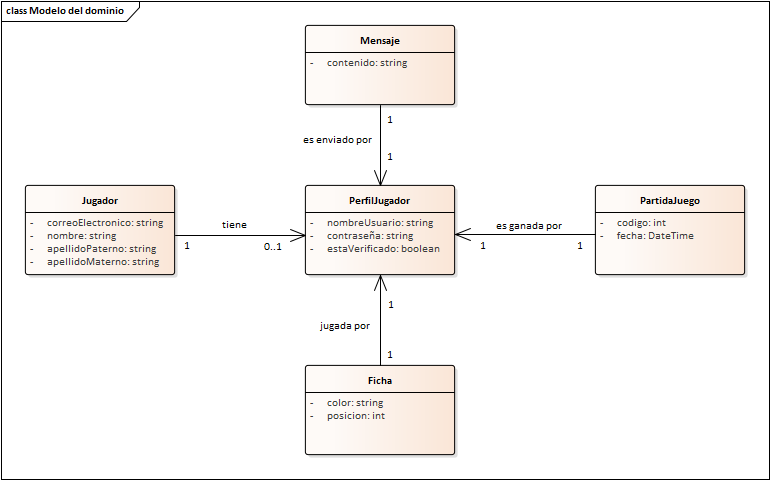 class Modelo del dominio
Mensaje
- contenido: string
1
es enviado por
1
Jugador
- correoElectronico: string
- nombre: string
- apellidoPaterno: string
- apellidoMaterno: string
tiene
1
0..1
PerfilJugador
- nombreUsuario: string
- contraseña: string
- estaVerificado: boolean
es ganada por
1
1
PartidaJuego
- codigo: int
- fecha: DateTime
1
jugada por
1
Ficha
- color: string
- posicion: int